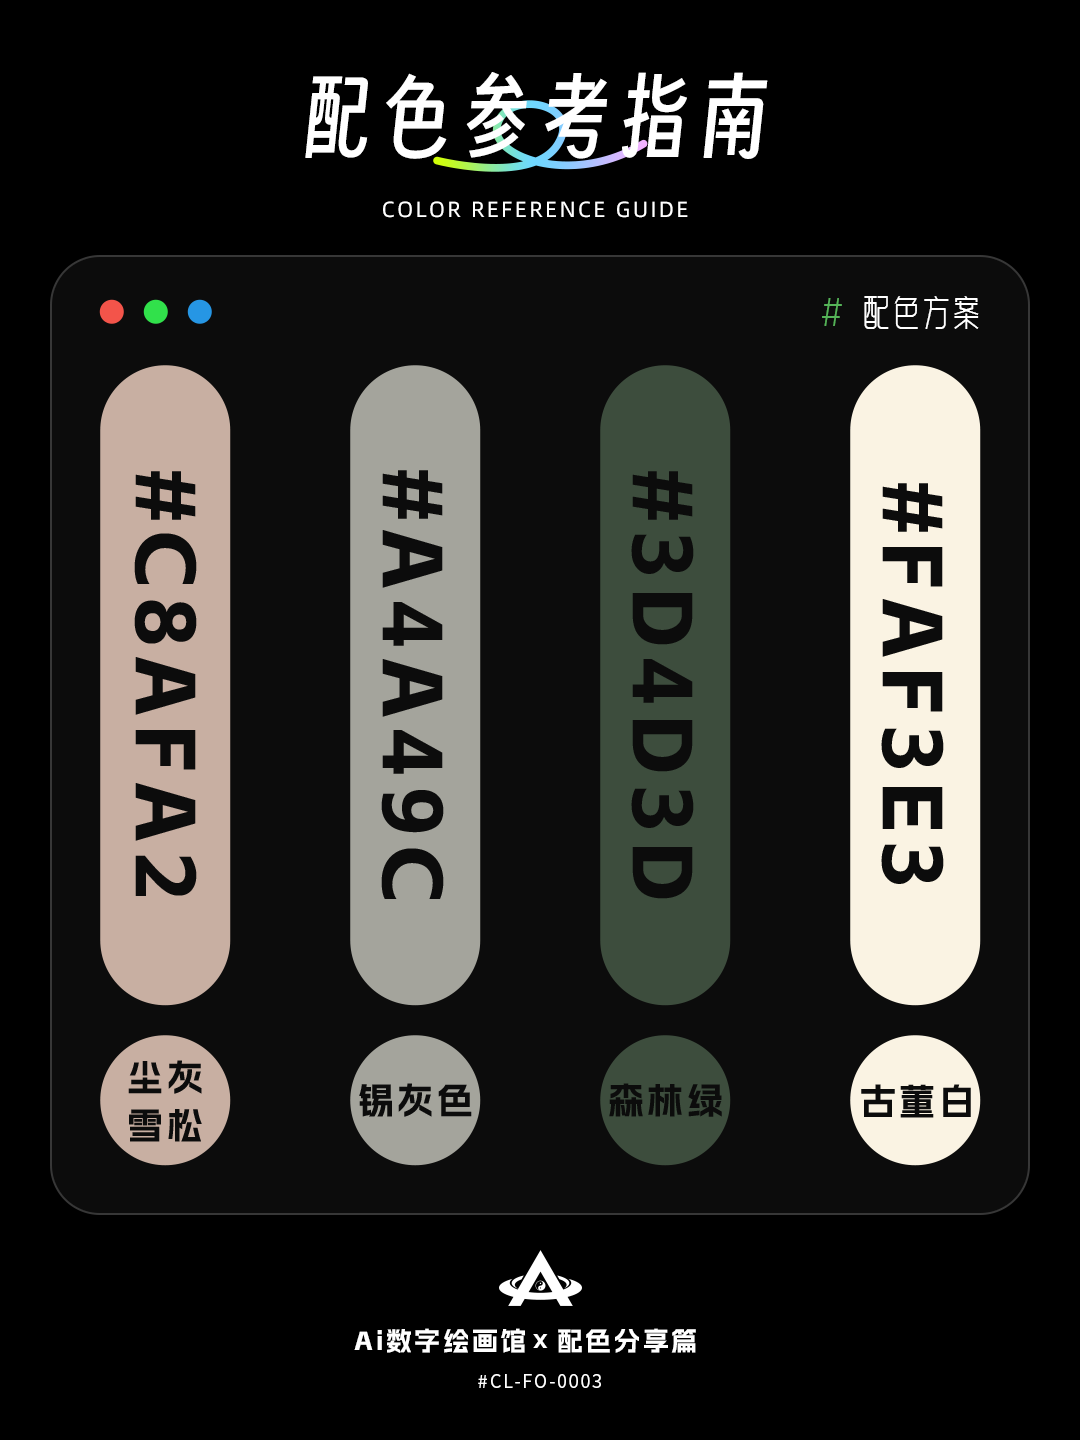 配色参考指南
COLOR REFERENCE GUIDE
# 配色方案
#C8AFA2
#A4A49C
#3D4D3D
#FAF3E3
尘灰
雪松
锡灰色
森林绿
古董白
Ai数字绘画馆 x 配色分享篇
#CL-FO-0003